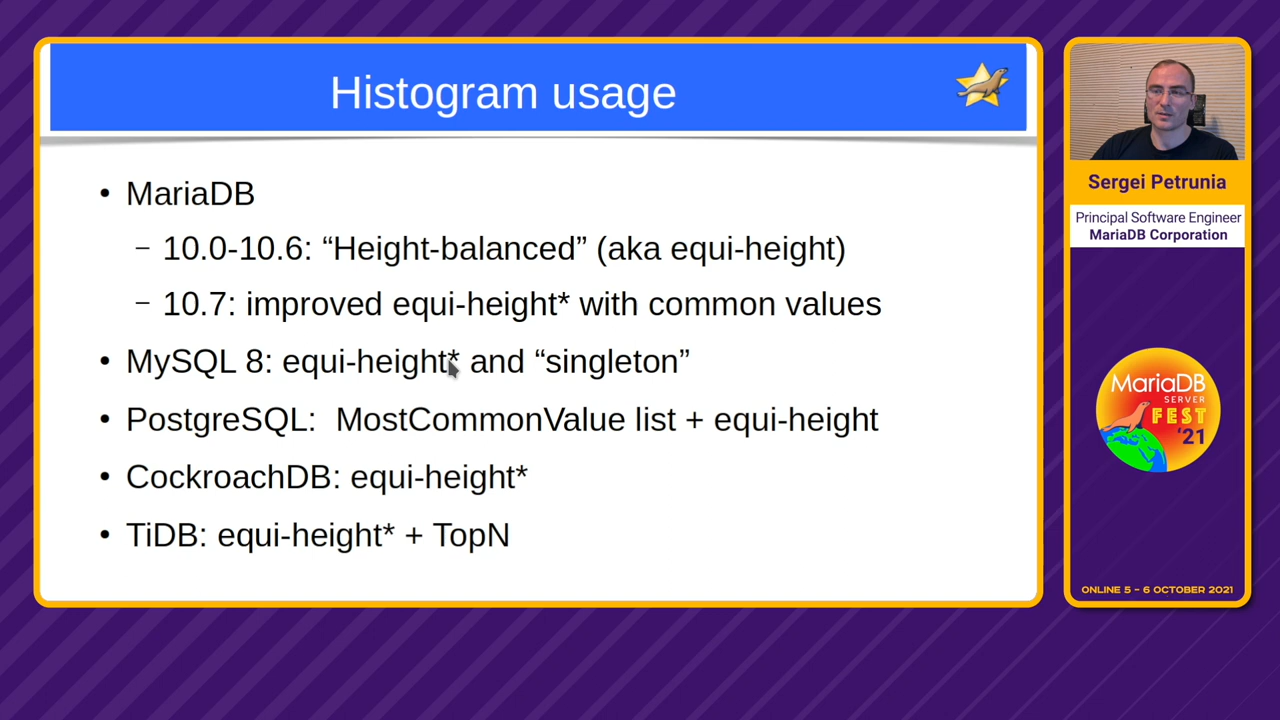 Histogram usage
• MariaDB
– 10.0-10.6: “Height-balanced” (aka equi-height)
– 10.7: improved equi-height* with common values
• MySQL 8: equi-height* and “singleton”
• PostgreSQL: MostCommonValue list + equi-height
• CockroachDB: equi-height*
• TiDB: equi-height* + TopN
Sergei Petrunia
Principal Software Engineer
MariaDB Corporation
MariaDB
SERVER
FEST
'21
ONLINE 5 - 6 OCTOBER 2021